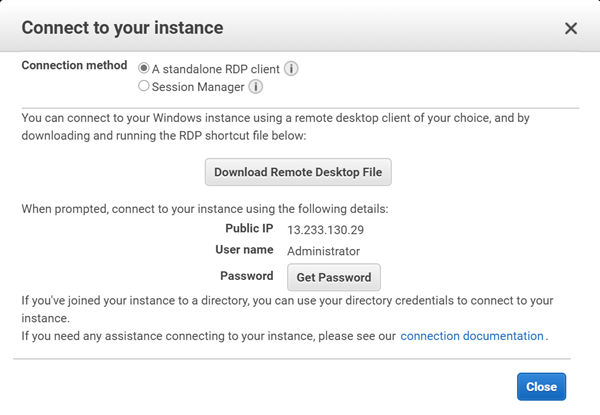 Connect to your instance
Connection method
A standalone RDP client
Session Manager
You can connect to your Windows instance using a remote desktop client of your choice, and by
downloading and running the RDP shortcut file below:
Download Remote Desktop File
When prompted, connect to your instance using the following details:
Public IP 13.233.130.29
User name Administrator
Password Get Password
If you've joined your instance to a directory, you can use your directory credentials to connect to your
instance.
If you need any assistance connecting to your instance, please see our connection documentation.
Close